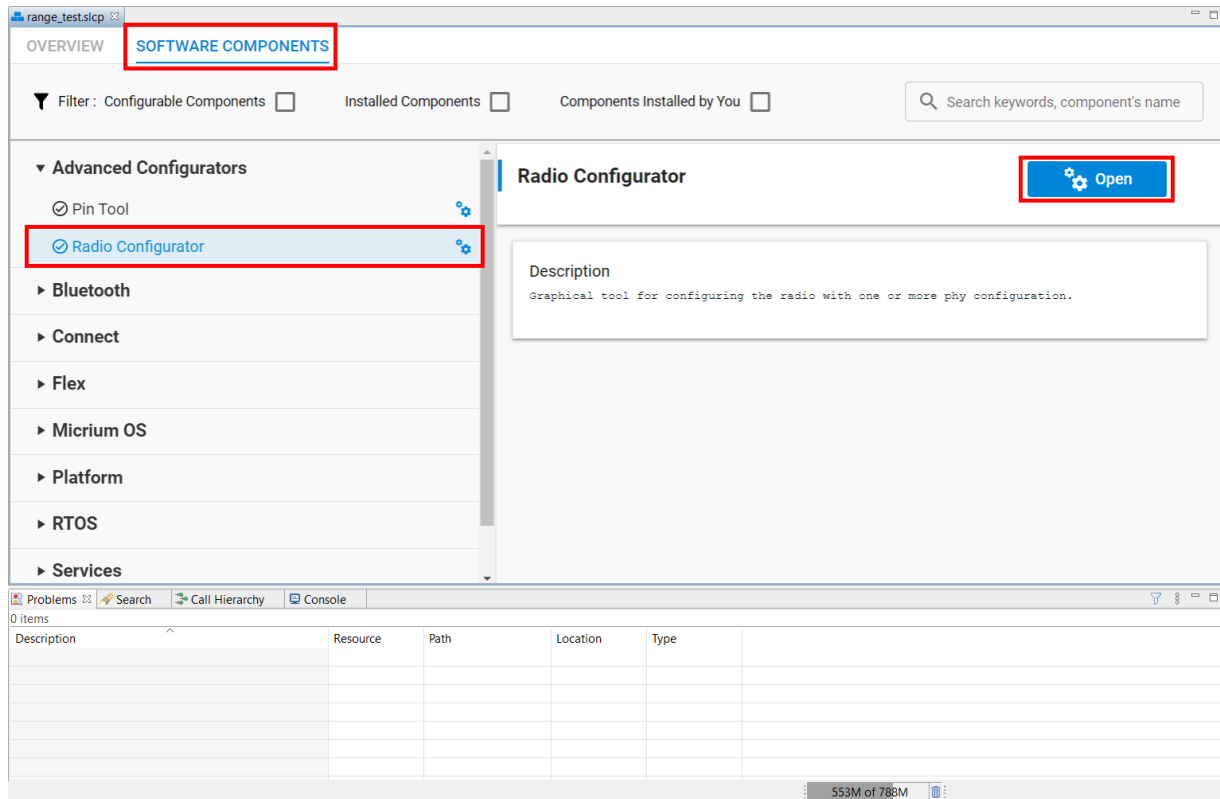 range_test.slcp
OVERVIEW SOFTWARE COMPONENTS
Filter : Configurable Components Installed Components Components Installed by You Search keywords, component's name
Advanced Configurators
Pin Tool
Radio Configurator
Bluetooth
Connect
Flex
Micrium OS
Platform
RTOS
Services
Radio Configurator Open
Description
Graphical tool for configuring the radio with one or more phy configuration.
Problems Search Call Hierarchy Console
0 items
Description Resource Path Location Type
553M of 788M